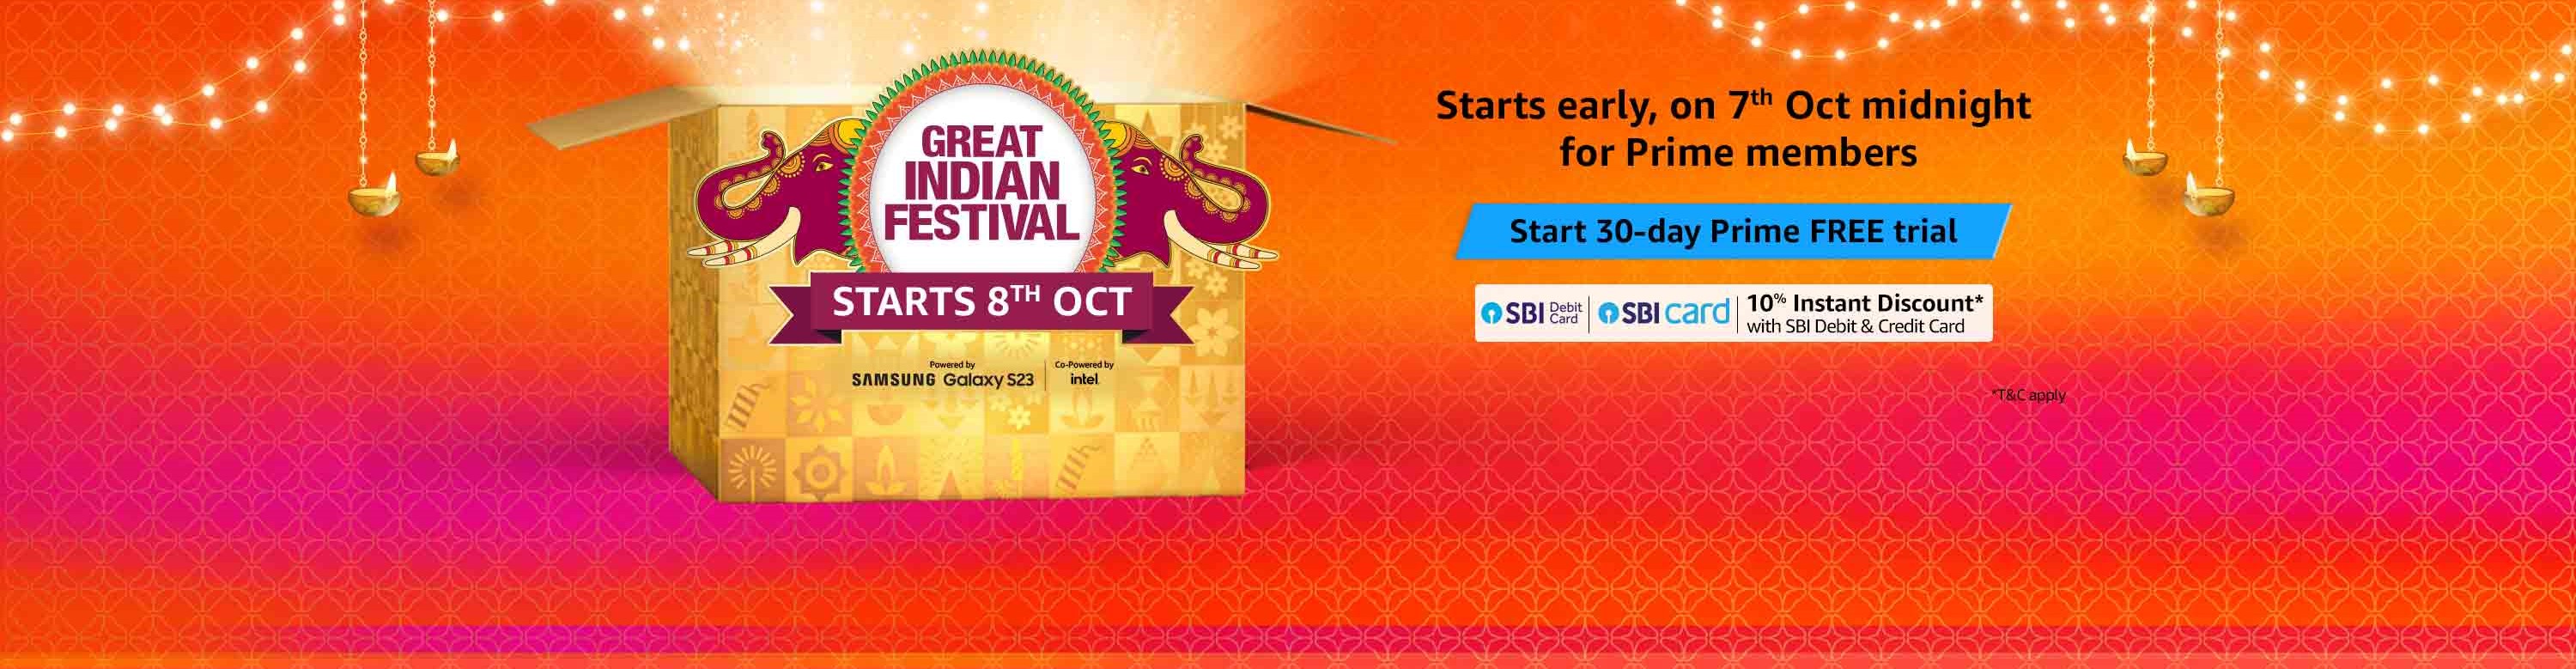 GREAT
INDIAN
FESTIVAL
STARTS 8TH OCT
Powered by
SAMSUNG Galaxy S23
Co-Powered by
intel
Starts early, on 7th Oct midnight
for Prime members
Start 30-day Prime FREE trial
SBI Debit Card
SBI card
10% Instant Discount*
with SBI Debit & Credit Card
*T&C apply